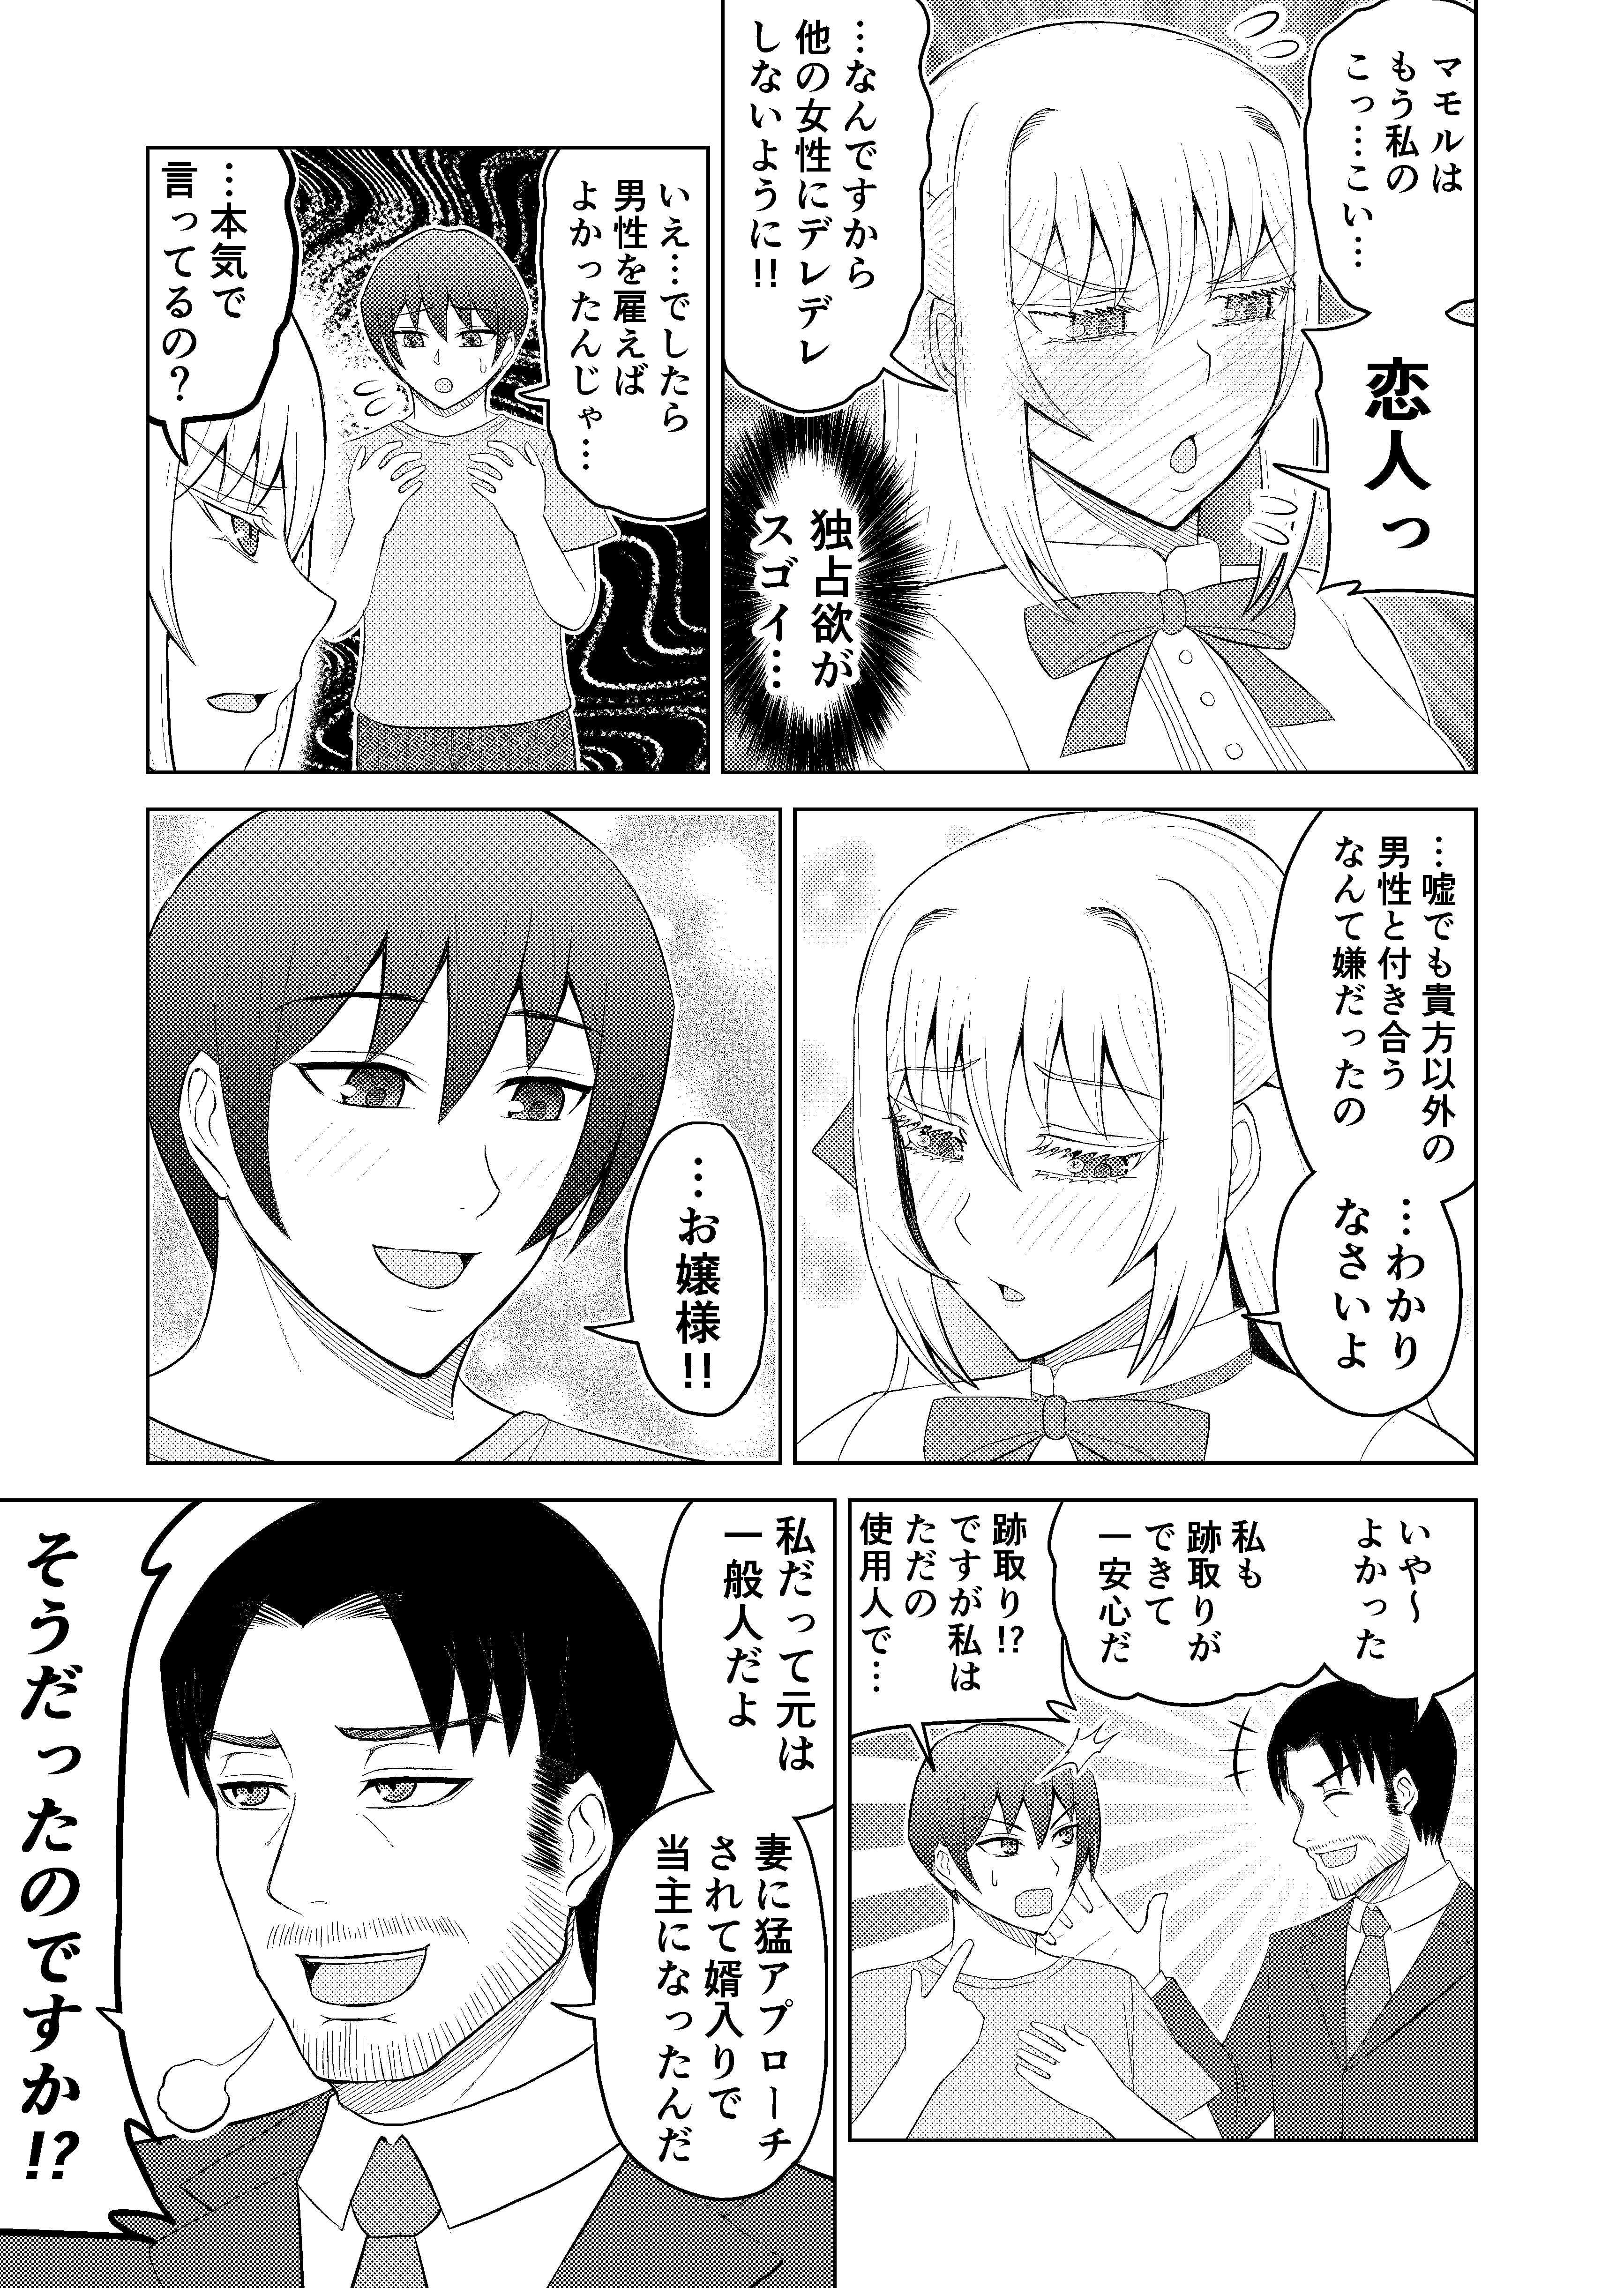 マモルは
もう私の
こっ…こい…
恋人っ
…なんですから
他の女性にデレデレ
しないように!!
独占欲が
スゴイ…
いえ…でしたら
男性を雇えば
よかったんじゃ…
…本気で
言ってるの？
…嘘でも貴方以外の
男性と付き合う
なんて嫌だったの
…わかり
なさいよ
…お嬢様!!
いや～
よかった
私も
跡取りが
できて
一安心だ
跡取り!?
ですが私は
ただの
使用人で…
私だって元は
一般人だよ
妻に猛アプローチ
されて婿入りで
当主になったんだ
そうだったのですか!?